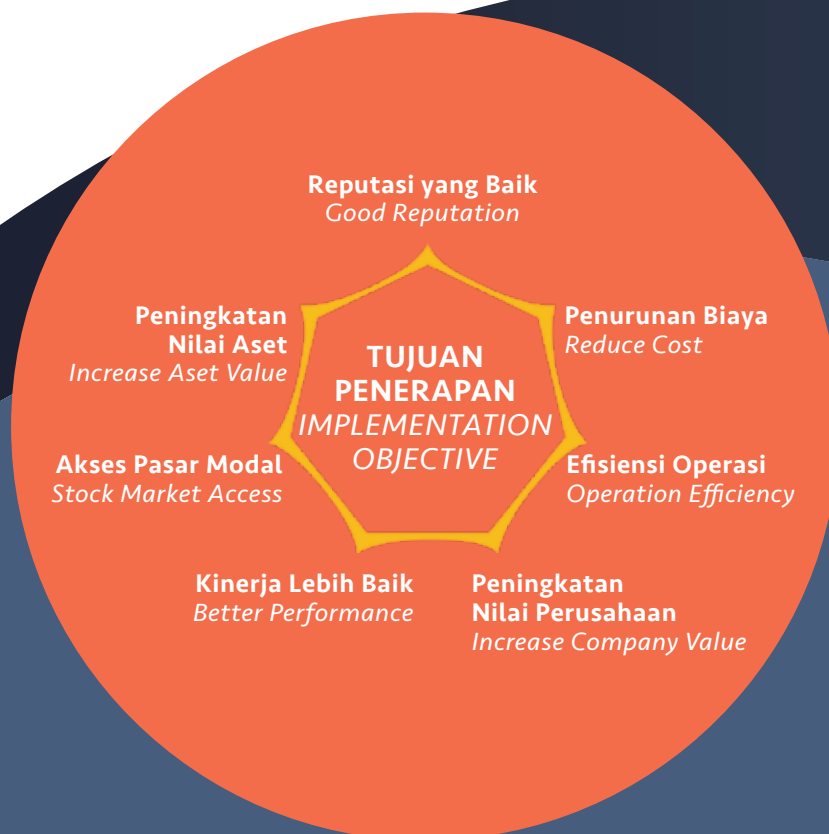 Reputasi yang Baik
Good Reputation
Penurunan Biaya
Reduce Cost
Efisiensi Operasi
Operation Efficiency
Peningkatan
Nilai Perusahaan
Increase Company Value
Kinerja Lebih Baik
Better Performance
Akses Pasar Modal
Stock Market Access
Peningkatan
Nilai Aset
Increase Aset Value
TUJUAN
PENERAPAN
IMPLEMENTATION
OBJECTIVE